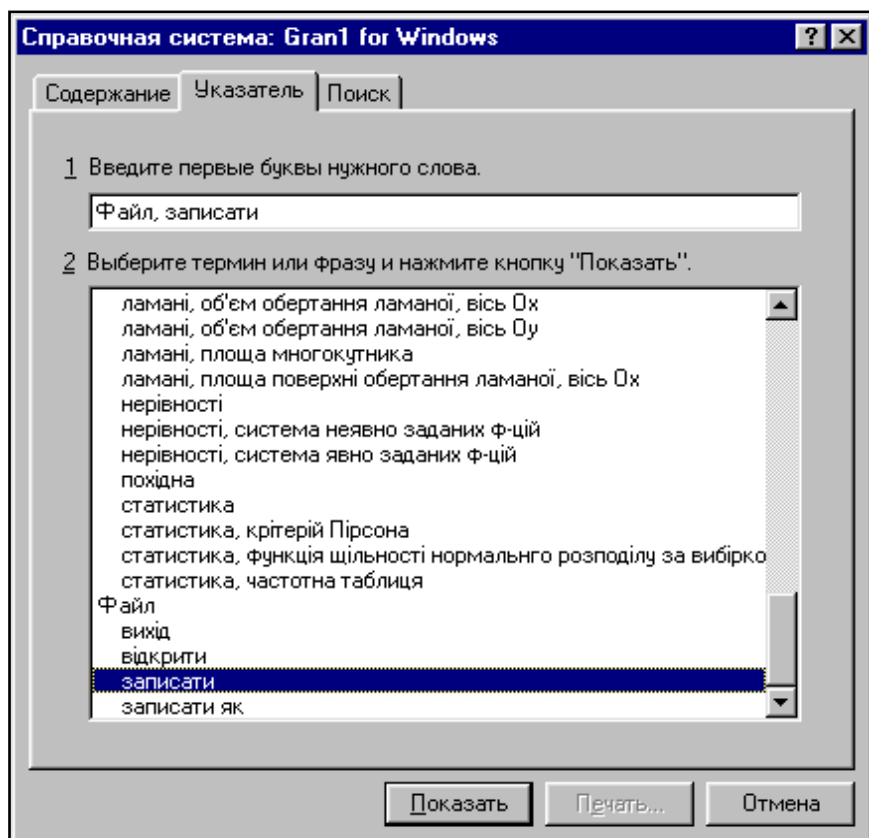 Справочная система: Gran1 for Windows
Содержание Указатель Поиск
1 Введите первые буквы нужного слова.
Файл, записати
2 Выберите термин или фразу и нажмите кнопку "Показать".
ламані, об'єм обертання ламаної, вісь Ox
ламані, об'єм обертання ламаної, вісь Oy
ламані, площа многокутника
ламані, площа поверхні обертання ламаної, вісь Ox
нерівності
нерівності, система неявно заданих ф-цій
нерівності, система явно заданих ф-цій
похідна
статистика
статистика, крітерій Пірсона
статистика, функція щільності нормальнго розподілу за вибірко
статистика, частотна таблиця
Файл
вихід
відкрити
записати
записати як
Показать Печать... Отмена